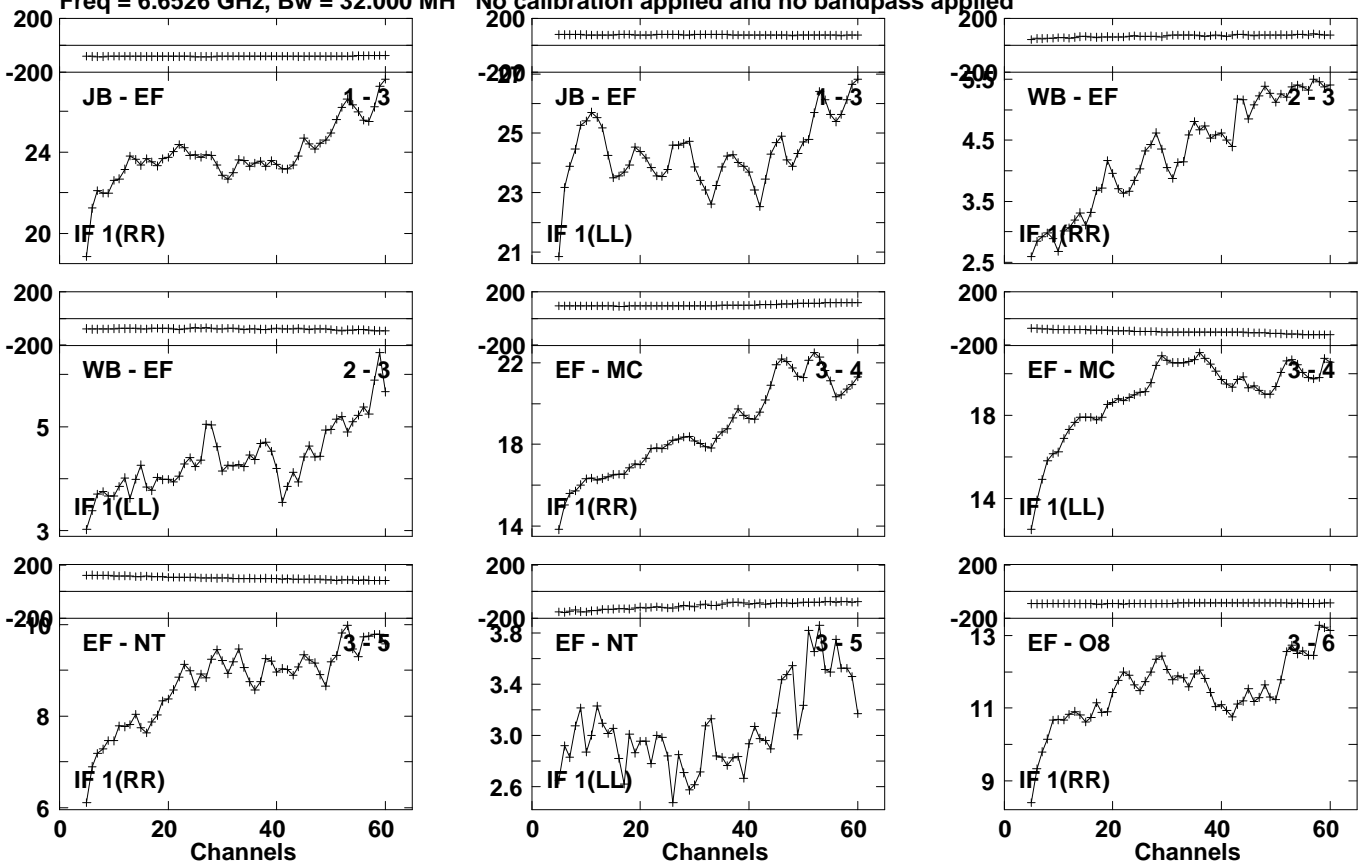 Freq = 6.6526 GHz, Bw = 32.000 MH No calibration applied and no bandpass applied
200 200 200
-200 -200 -200
JB - EF 1 - 3
24
20
IF 1(RR)
27
JB - EF 1 - 3
25
23
21
IF 1(LL)
5.5
WB - EF 2 - 3
4.5
3.5
2.5
IF 1(RR)
200 200 200
-200 -200 -200
WB - EF 2 - 3
5
3
IF 1(LL)
22
EF - MC 3 - 4
18
14
IF 1(RR)
EF - MC 3 - 4
18
14
IF 1(LL)
200 200 200
-200 -200 -200
10
EF - NT 3 - 5
8
6
IF 1(RR)
3.8
EF - NT 3 - 5
3.4
3.0
2.6
IF 1(LL)
13
EF - O8 3 - 6
11
9
IF 1(RR)
0 20 40 60 0 20 40 60 0 20 40 60
Channels Channels Channels